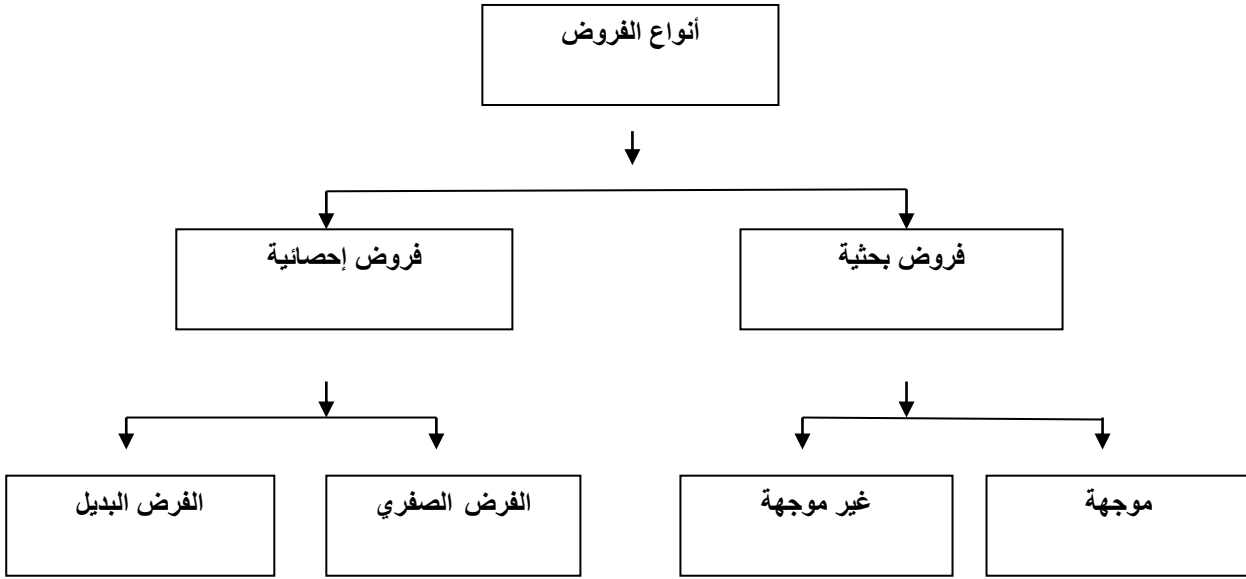 أنواع الفروض
فروض بحثية
فروض إحصائية
موجهة
غير موجهة
الفرض الصفري
الفرض البديل